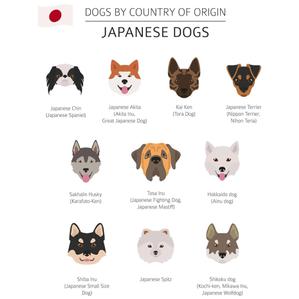 DOGS BY COUNTRY OF ORIGIN
JAPANESE DOGS
Japanese Chin
(Japanese Spaniel)
Japanese Akita
(Akita Inu,
Great Japanese Dog)
Kai Ken
(Tora Dog)
Japanese Terrier
(Nippon Terrier,
Nihon Teria)
Sakhalin Husky
(Karafuto-Ken)
Tosa Inu
(Japanese Fighting Dog,
Japanese Mastiff)
Hokkaido dog
(Ainu dog)
Shiba Inu
(Japanese Small Size
Dog)
Japanese Spitz
Shikoku dog
(Kochi-ken, Mikawa Inu,
Japanese Wolfdog)